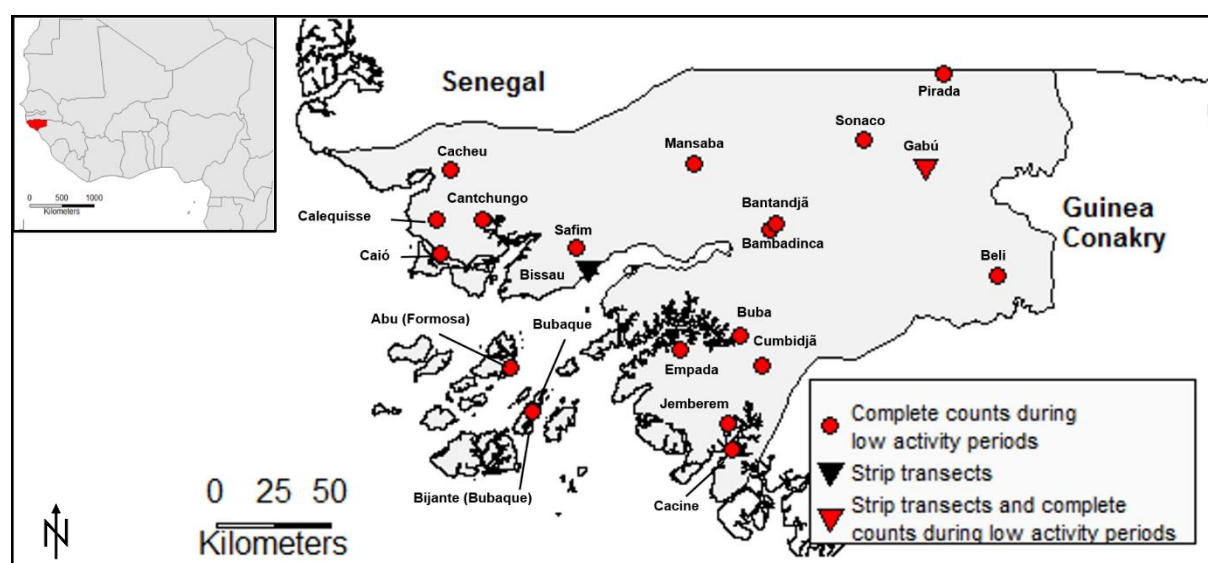 0 500 1000
Kilometers
Senegal
Pirada
Sonaco
Gabú
Mansaba
Cacheu
Cantchungo
Calequisse
Bantandjã
Bambadinca
Guinea
Conakry
Safim
Caió
Bissau
Beli
Abu (Formosa)
Bubaque
Buba
Cumbidjã
Empada
Jemberem
Bijante (Bubaque)
Cacine
0 25 50
Kilometers
N
Complete counts during
low activity periods
Strip transects
Strip transects and complete
counts during low activity periods